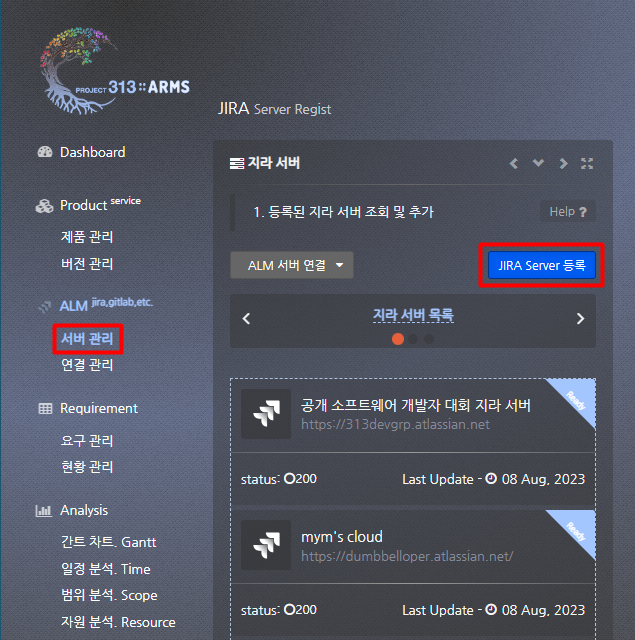 PROJECT 313 :: ARMS
JIRA Server Regist
Dashboard
Product service
제품 관리
버전 관리
ALM jira,gitlab,etc.
서버 관리
연결 관리
Requirement
요구 관리
현황 관리
Analysis
간트 차트. Gantt
일정 분석. Time
범위 분석. Scope
자원 분석. Resource
지라 서버
1. 등록된 지라 서버 조회 및 추가
Help ?
ALM 서버 연결
JIRA Server 등록
지라 서버 목록
공개 소프트웨어 개발자 대회 지라 서버
https://313devgrp.atlassian.net
Ready
status: 200
Last Update - 08 Aug, 2023
mym's cloud
https://dumbbelloper.atlassian.net/
Ready
status: 200
Last Update - 08 Aug, 2023